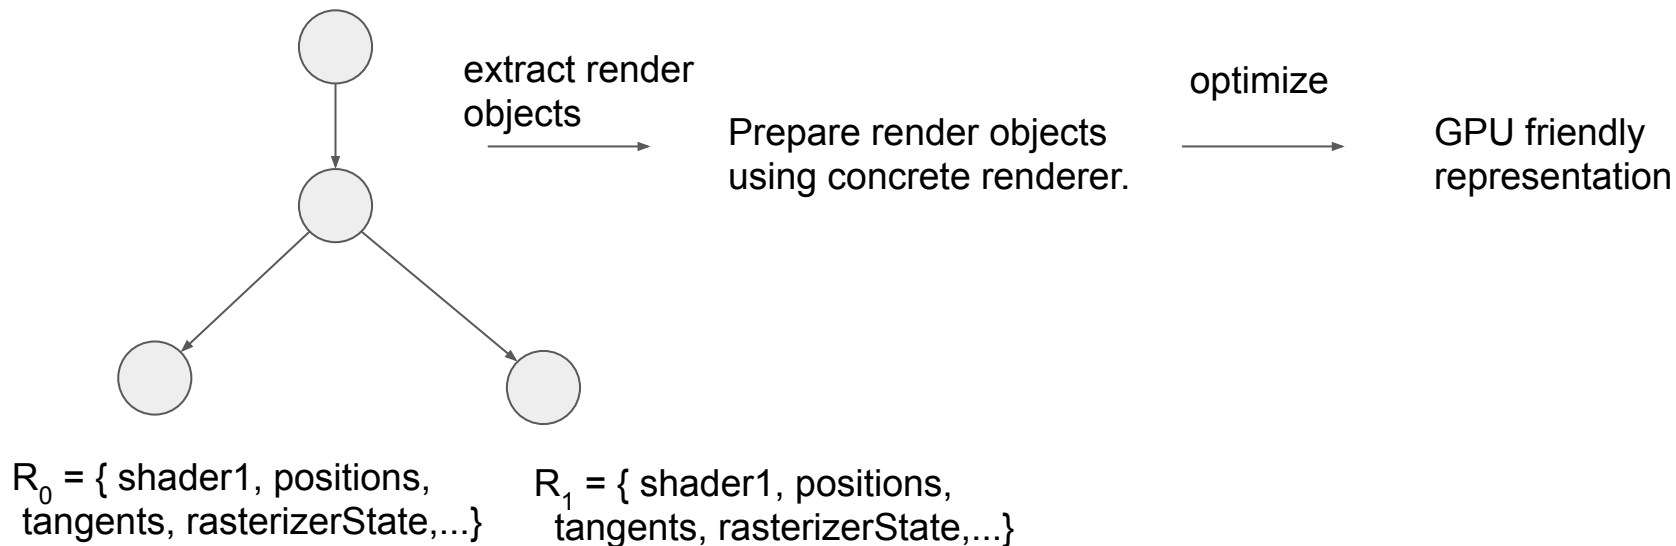 extract render
objects
Prepare render objects
using concrete renderer.
optimize
GPU friendly
representation
R₀ = { shader1, positions,
tangents, rasterizerState,...}
R₁ = { shader1, positions,
tangents, rasterizerState,...}